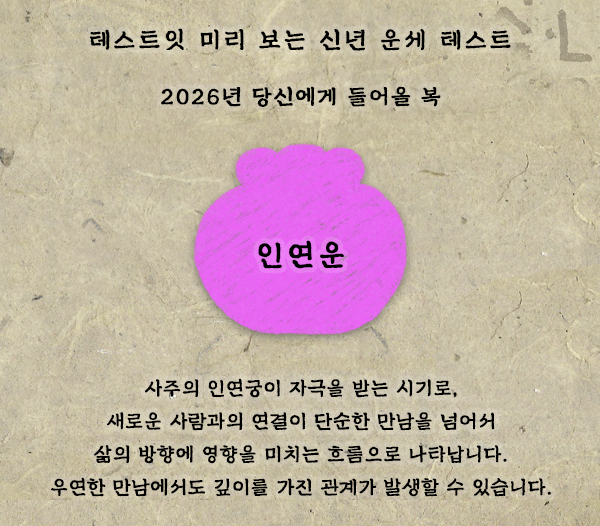 테스트잇 미리 보는 신년 운세 테스트
2026년 당신에게 들어올 복
인연운
사주의 인연궁이 자극을 받는 시기로,
새로운 사람과의 연결이 단순한 만남을 넘어서
삶의 방향에 영향을 미치는 흐름으로 나타납니다.
우연한 만남에서도 깊이를 가진 관계가 발생할 수 있습니다.